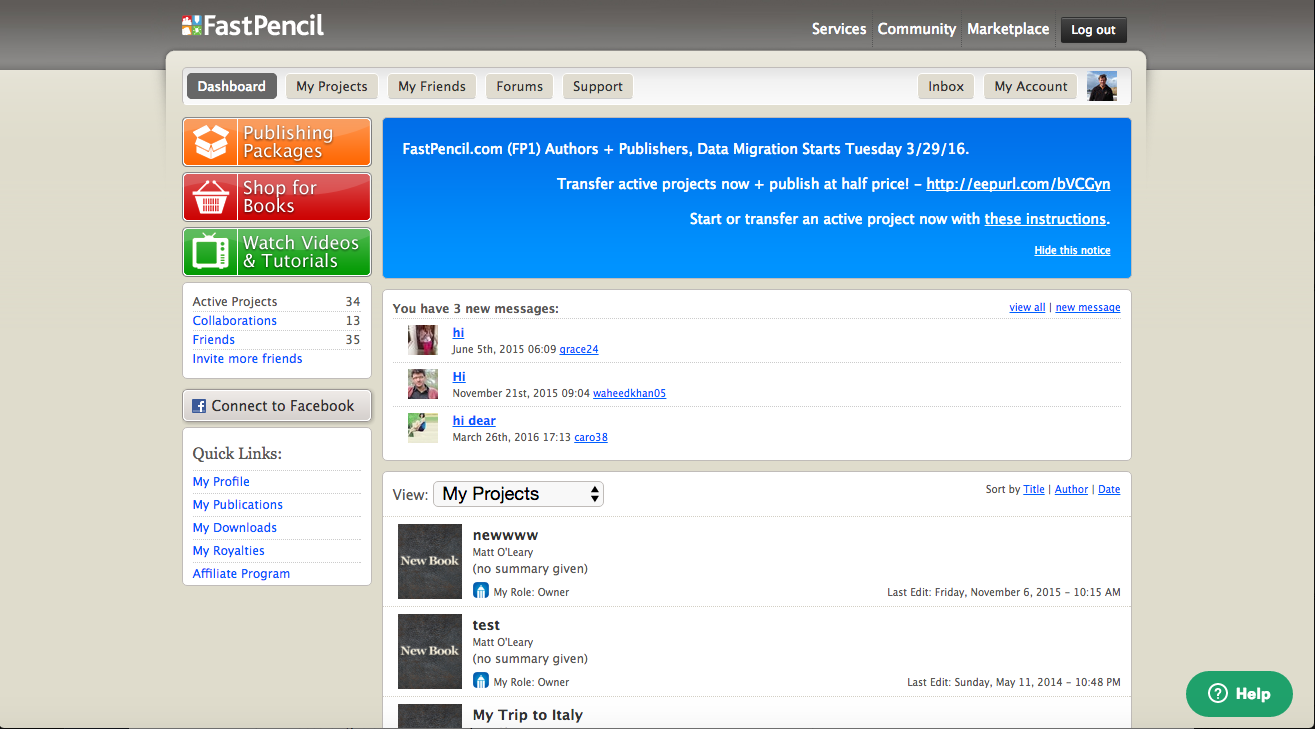 FastPencil
Services Community Marketplace Log out
Dashboard My Projects My Friends Forums Support Inbox My Account
Publishing
Packages
Shop for
Books
Watch Videos
& Tutorials
Active Projects 34
Collaborations 13
Friends 35
Invite more friends
Connect to Facebook
Quick Links:
My Profile
My Publications
My Downloads
My Royalties
Affiliate Program
FastPencil.com (FP1) Authors + Publishers, Data Migration Starts Tuesday 3/29/16.
Transfer active projects now + publish at half price! - http://eepurl.com/bVCGyn
Start or transfer an active project now with these instructions.
Hide this notice
You have 3 new messages: view all | new message
hi
June 5th, 2015 06:09 grace24
Hi
November 21st, 2015 09:04 waheedkhan05
hi dear
March 26th, 2016 17:13 caro38
View: My Projects Sort by Title | Author | Date
New Book
newwww
Matt O'Leary
(no summary given)
My Role: Owner Last Edit: Friday, November 6, 2015 - 10:15 AM
New Book
test
Matt O'Leary
(no summary given)
My Role: Owner Last Edit: Sunday, May 11, 2014 - 10:48 PM
My Trip to Italy
? Help